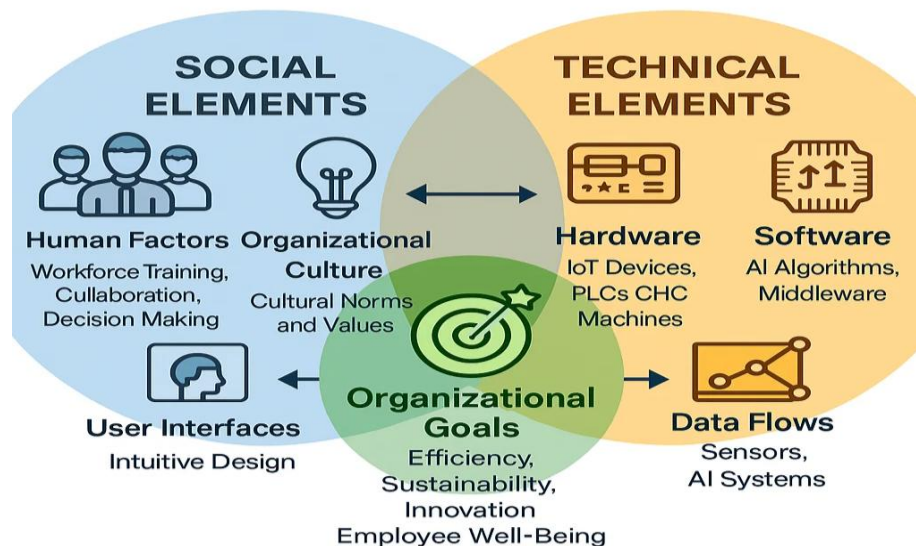 SOCIAL
ELEMENTS
TECHNICAL
ELEMENTS
Human Factors
Workforce Training,
Cullaboration,
Decision Making
Organizational
Culture
Cultural Norms
and Values
Hardware
IoT Devices,
PLCs CHC
Machines
Software
AI Algorithms,
Middleware
User Interfaces
Intuitive Design
Organizational
Goals
Efficiency,
Sustainability,
Innovation
Employee Well-Being
Data Flows
Sensors,
AI Systems